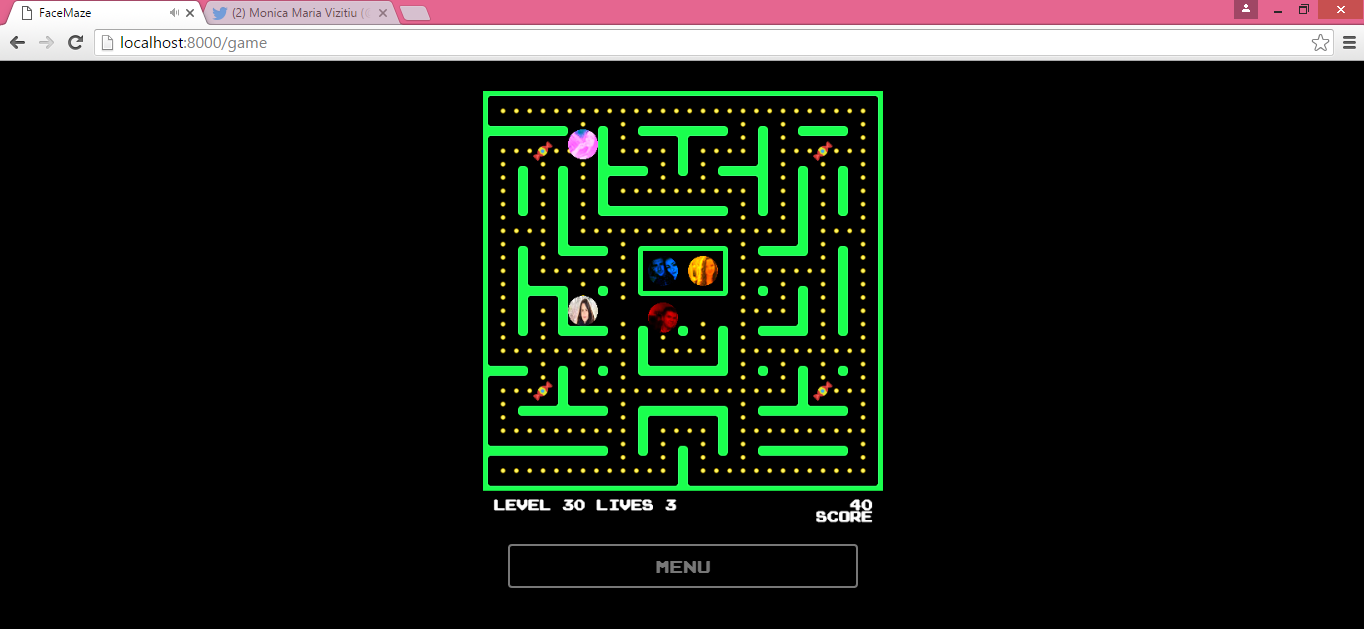 FaceMaze
(2) Monica Maria Vizitiu
localhost:8000/game
LEVEL 30 LIVES 3
40
SCORE
MENU